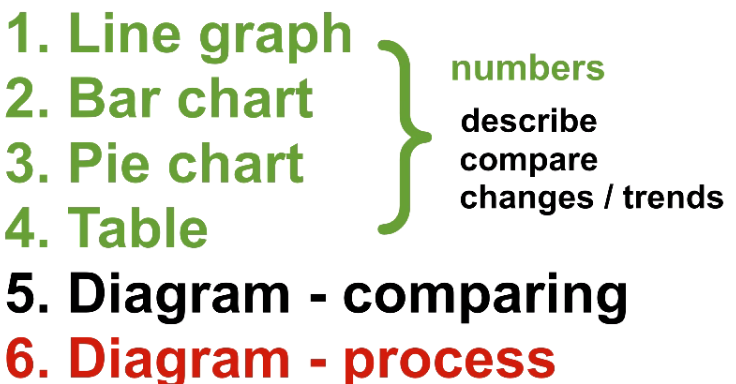 1. Line graph
2. Bar chart
3. Pie chart
4. Table
numbers
describe
compare
changes / trends
5. Diagram - comparing
6. Diagram - process